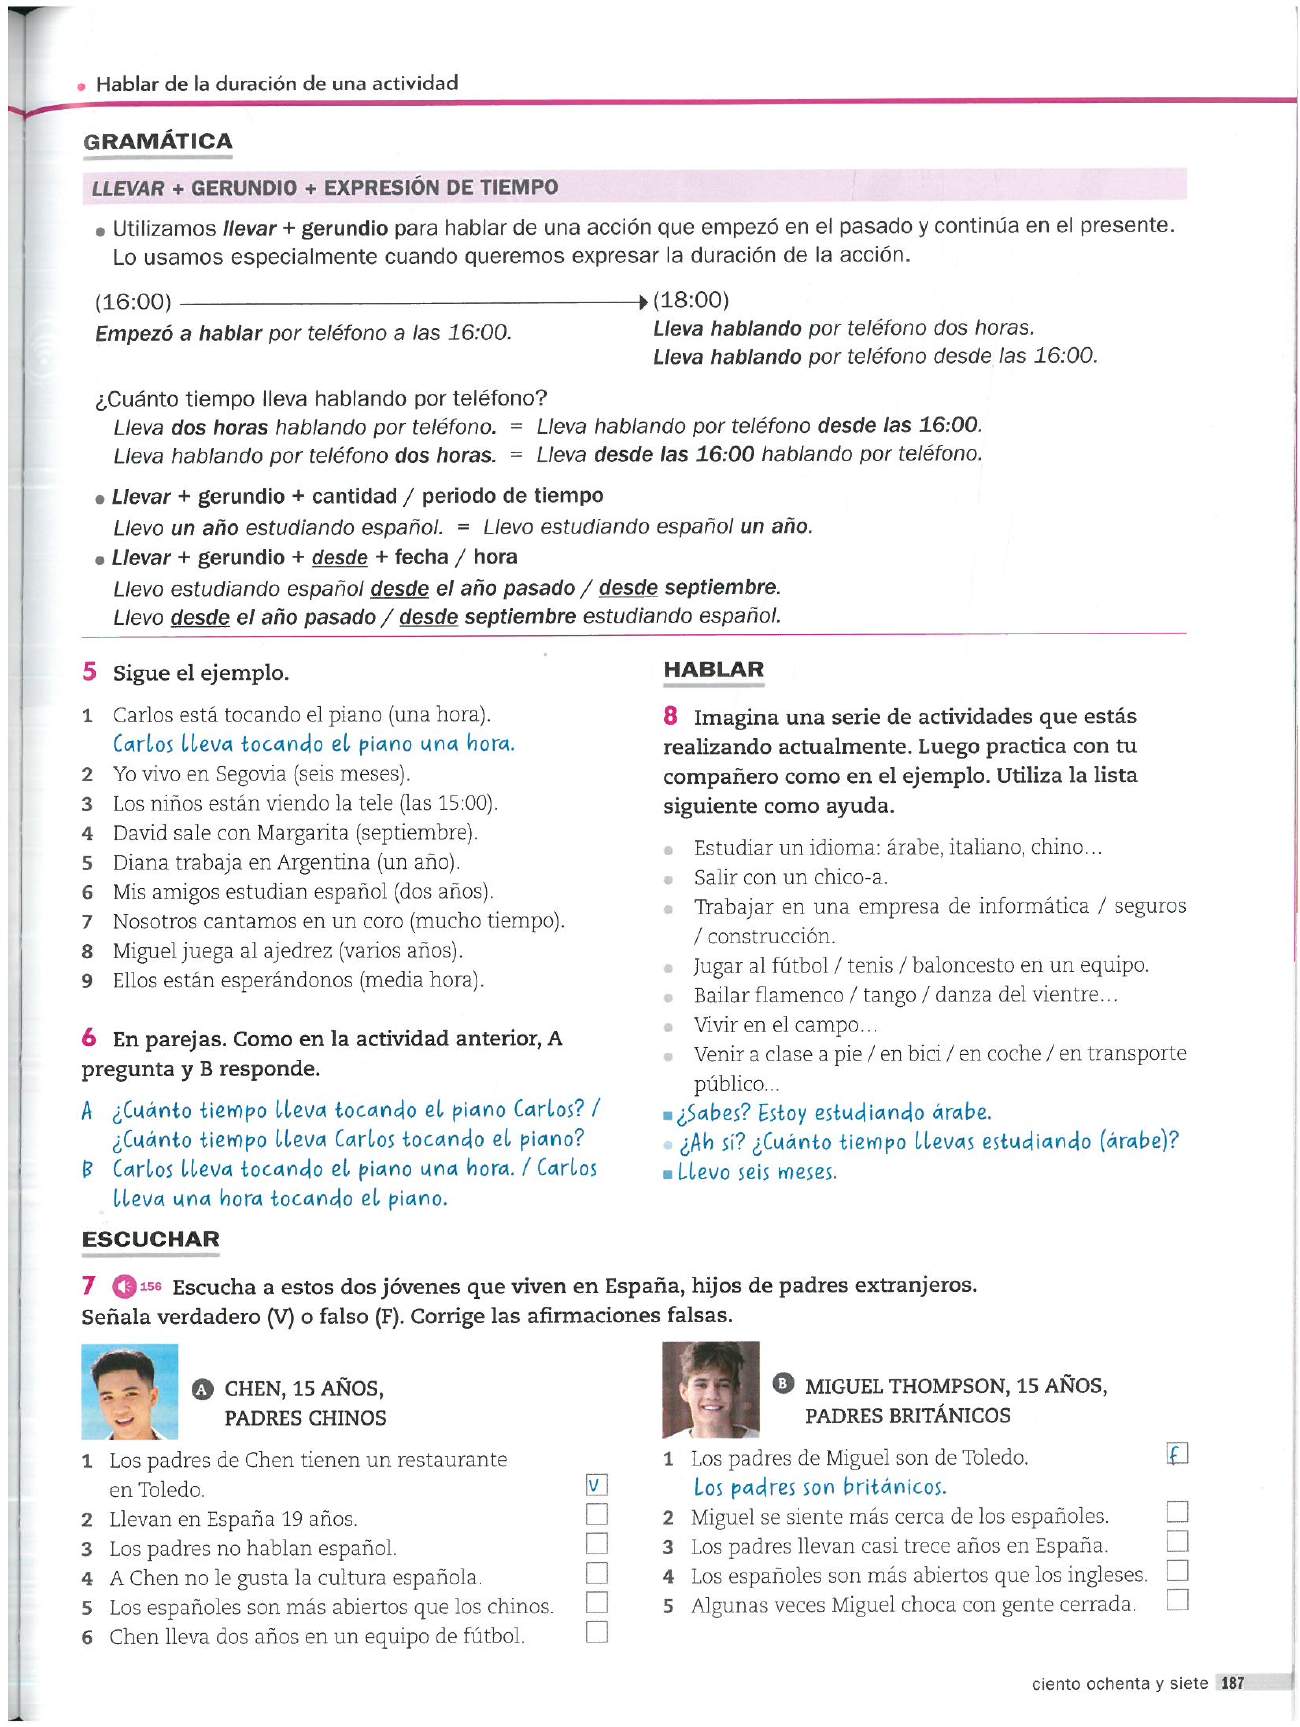 Hablar de la duración de una actividad
GRAMÁTICA
LLEVAR + GERUNDIO + EXPRESIÓN DE TIEMPO
Utilizamos llevar + gerundio para hablar de una acción que empezó en el pasado y continúa en el presente.
Lo usamos especialmente cuando queremos expresar la duración de la acción.
(16:00) (18:00)
Empezó a hablar por teléfono a las 16:00. Lleva hablando por teléfono dos horas.
Lleva hablando por teléfono desde las 16:00.
¿Cuánto tiempo lleva hablando por teléfono?
Lleva dos horas hablando por teléfono. = Lleva hablando por teléfono desde las 16:00.
Lleva hablando por teléfono dos horas. = Lleva desde las 16:00 hablando por teléfono.
Llevar + gerundio + cantidad / periodo de tiempo
Llevo un año estudiando español. = Llevo estudiando español un año.
Llevar + gerundio + desde + fecha / hora
Llevo estudiando español desde el año pasado / desde septiembre.
Llevo desde el año pasado / desde septiembre estudiando español.
5 Sigue el ejemplo.
1 Carlos está tocando el piano (una hora).
Carlos lleva tocando el piano una hora.
2 Yo vivo en Segovia (seis meses).
3 Los niños están viendo la tele (las 15:00).
4 David sale con Margarita (septiembre).
5 Diana trabaja en Argentina (un año).
6 Mis amigos estudian español (dos años).
7 Nosotros cantamos en un coro (mucho tiempo).
8 Miguel juega al ajedrez (varios años).
9 Ellos están esperándonos (media hora).
6 En parejas. Como en la actividad anterior, A
pregunta y B responde.
A ¿Cuánto tiempo lleva tocando el piano Carlos? /
¿Cuánto tiempo lleva Carlos tocando el piano?
B Carlos lleva tocando el piano una hora. / Carlos
lleva una hora tocando el piano.
HABLAR
8 Imagina una serie de actividades que estás
realizando actualmente. Luego practica con tu
compañero como en el ejemplo. Utiliza la lista
siguiente como ayuda.
Estudiar un idioma: árabe, italiano, chino...
Salir con un chico-a.
Trabajar en una empresa de informática / seguros
/ construcción.
Jugar al fútbol / tenis / baloncesto en un equipo.
Bailar flamenco / tango / danza del vientre...
Vivir en el campo...
Venir a clase a pie / en bici / en coche / en transporte
público...
¿Sabes? Estoy estudiando árabe.
¿Ah sí? ¿Cuánto tiempo llevas estudiando (árabe)?
Llevo seis meses.
ESCUCHAR
7 156 Escucha a estos dos jóvenes que viven en España, hijos de padres extranjeros.
Señala verdadero (V) o falso (F). Corrige las afirmaciones falsas.
A CHEN, 15 AÑOS,
PADRES CHINOS
1 Los padres de Chen tienen un restaurante
en Toledo. V
2 Llevan en España 19 años.
3 Los padres no hablan español.
4 A Chen no le gusta la cultura española.
5 Los españoles son más abiertos que los chinos.
6 Chen lleva dos años en un equipo de fútbol.
B MIGUEL THOMPSON, 15 AÑOS,
PADRES BRITÁNICOS
1 Los padres de Miguel son de Toledo. F
Los padres son británicos.
2 Miguel se siente más cerca de los españoles.
3 Los padres llevan casi trece años en España.
4 Los españoles son más abiertos que los ingleses.
5 Algunas veces Miguel choca con gente cerrada.
ciento ochenta y siete 187